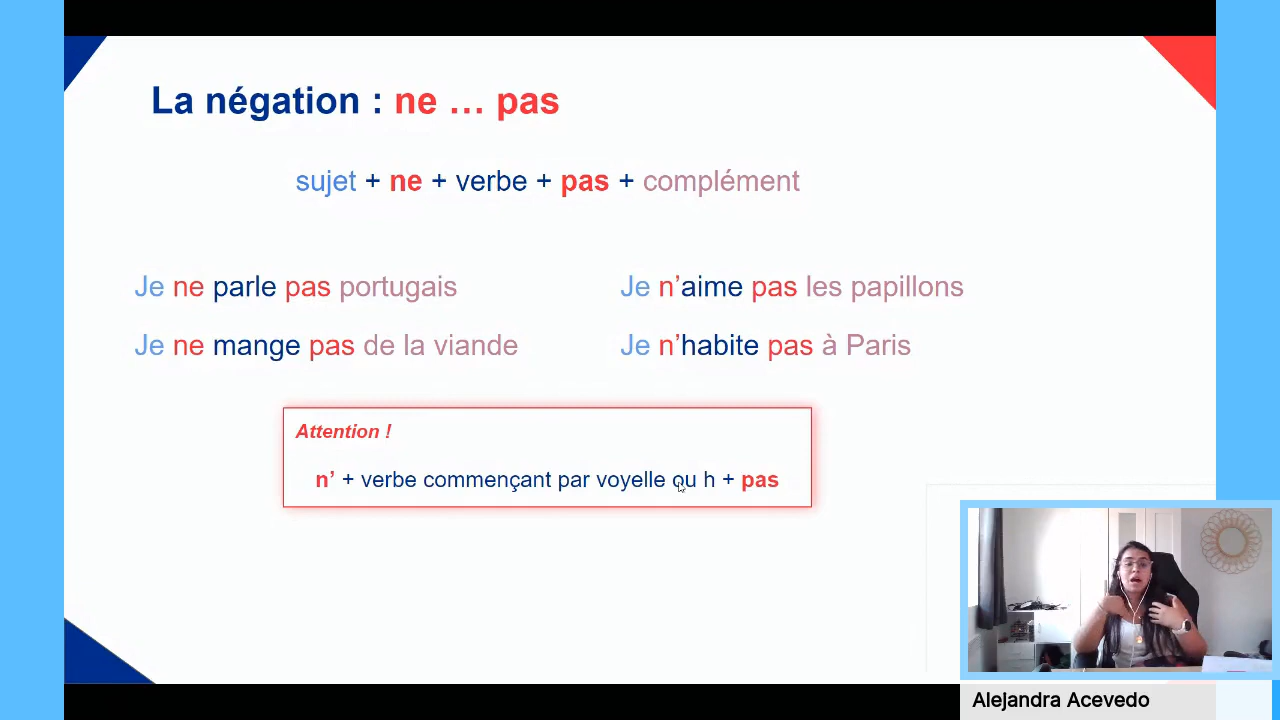 La négation : ne … pas
sujet + ne + verbe + pas + complément
Je ne parle pas portugais
Je n’aime pas les papillons
Je ne mange pas de la viande
Je n’habite pas à Paris
Attention !
n’ + verbe commençant par voyelle ou h + pas
Alejandra Acevedo